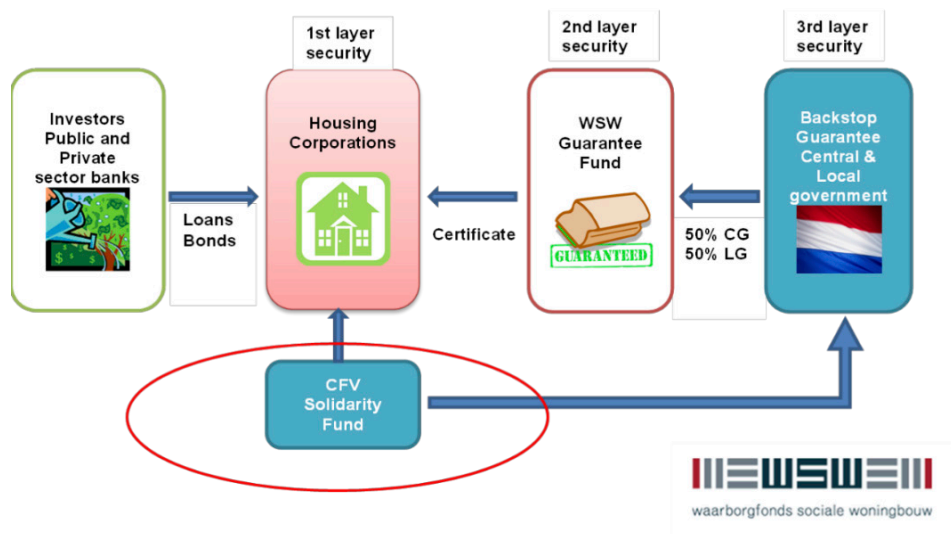 1st layer
security
2nd layer
security
3rd layer
security
Investors
Public and
Private
sector banks
Loans
Bonds
Housing
Corporations
Certificate
WSW
Guarantee
Fund
GUARANTEED
50% CG
50% LG
Backstop
Guarantee
Central &
Local
government
CFV
Solidarity
Fund
WSW
waarborgfonds sociale woningbouw